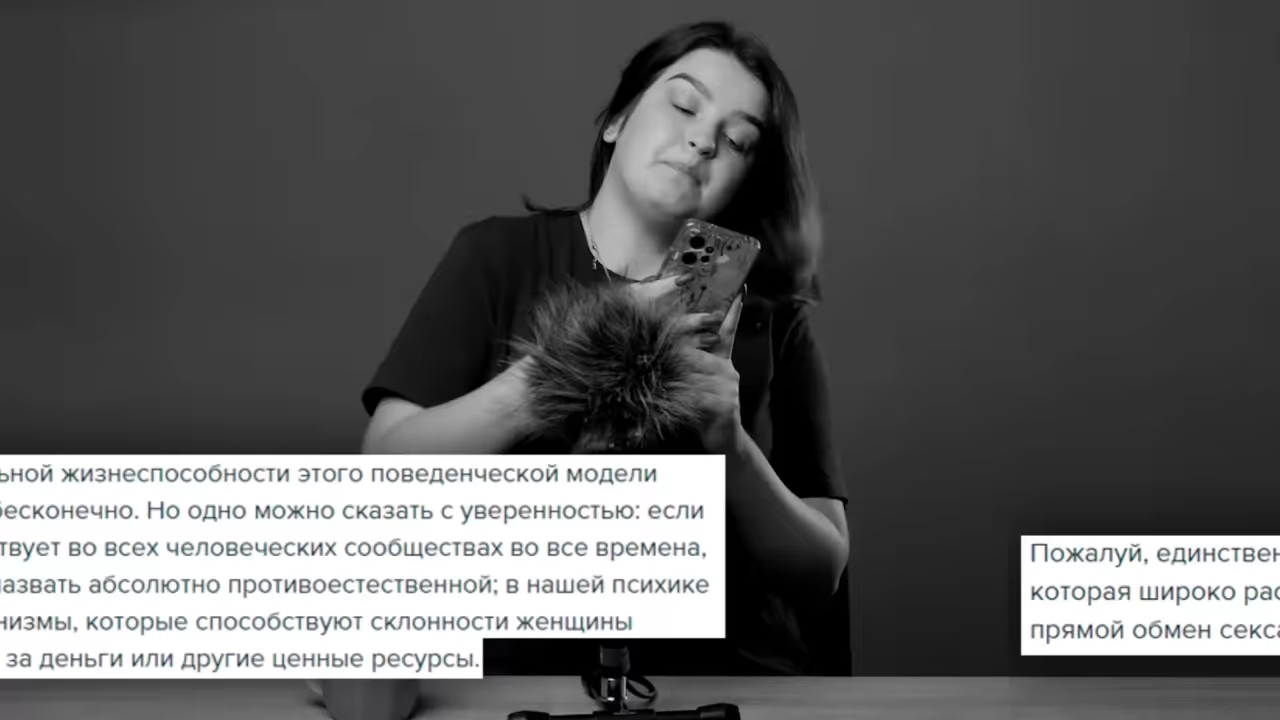 ьной жизнеспособности этого поведенческой модели
бесконечно. Но одно можно сказать с уверенностью: если
твует во всех человеческих сообществах во все времена,
азвать абсолютно противоестественной; в нашей психике
низмы, которые способствуют склонности женщины
за деньги или другие ценные ресурсы.
Пожалуй, единствен
которая широко рас
прямой обмен секса